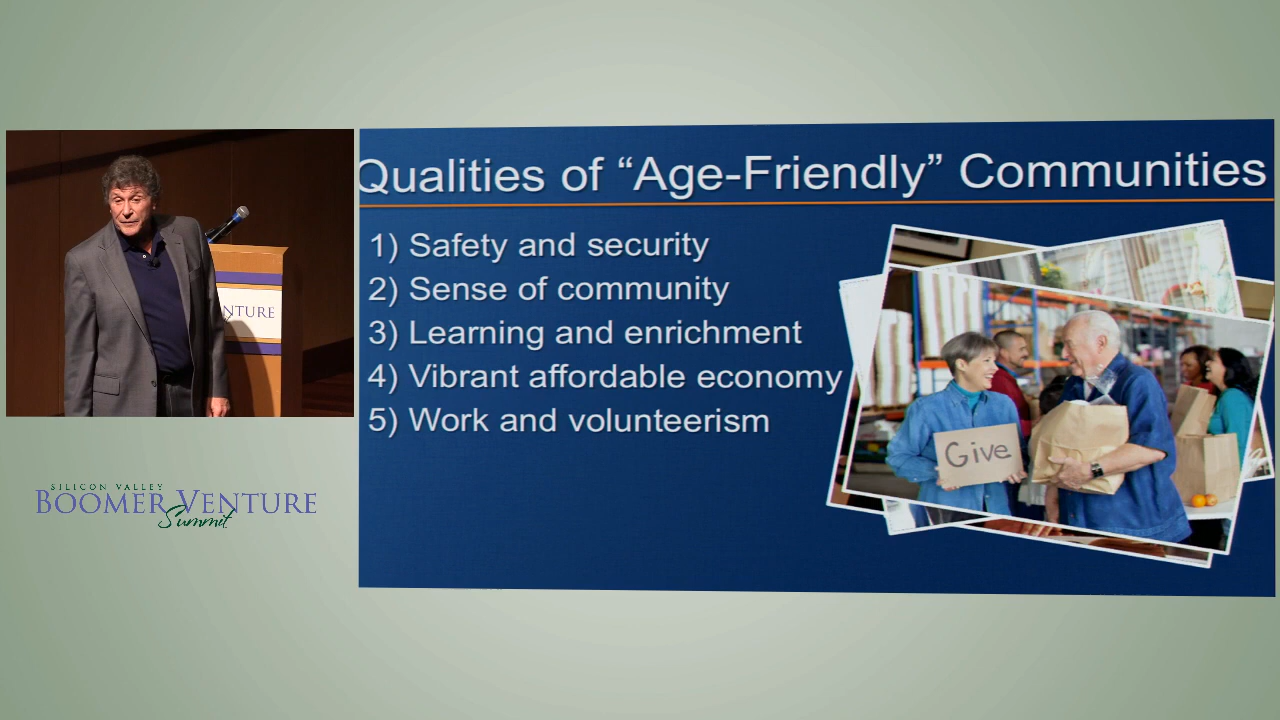 Qualities of “Age-Friendly” Communities
1) Safety and security
2) Sense of community
3) Learning and enrichment
4) Vibrant affordable economy
5) Work and volunteerism
Give
NTURE
SILICON VALLEY
BOOMER VENTURE
Summit